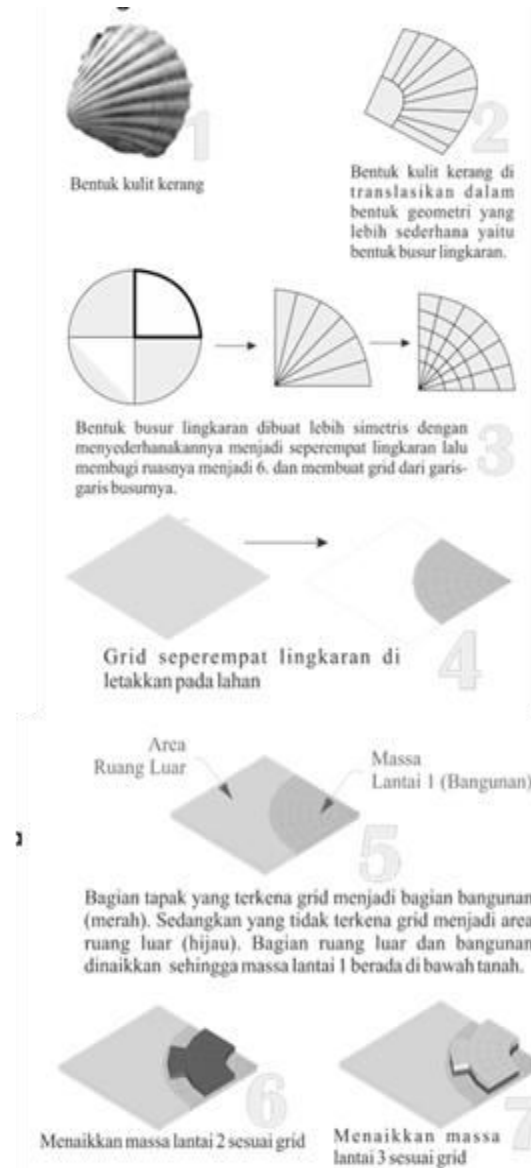 1
Bentuk kulit kerang
2
Bentuk kulit kerang di
translasikan dalam
bentuk geometri yang
lebih sederhana yaitu
bentuk busur lingkaran.
Bentuk busur lingkaran dibuat lebih simetris dengan
menyederhanakannya menjadi seperempat lingkaran lalu
membagi ruasnya menjadi 6. dan membuat grid dari garis-
garis busurnya.
3
Grid seperempat lingkaran di
letakkan pada lahan
4
Area
Ruang Luar
Massa
Lantai 1 (Bangunan)
5
Bagian tapak yang terkena grid menjadi bagian bangunan
(merah). Sedangkan yang tidak terkena grid menjadi area
ruang luar (hijau). Bagian ruang luar dan bangunan
dinaikkan sehingga massa lantai 1 berada di bawah tanah.
6
Menaikkan massa lantai 2 sesuai grid
7
Menaikkan massa
lantai 3 sesuai grid